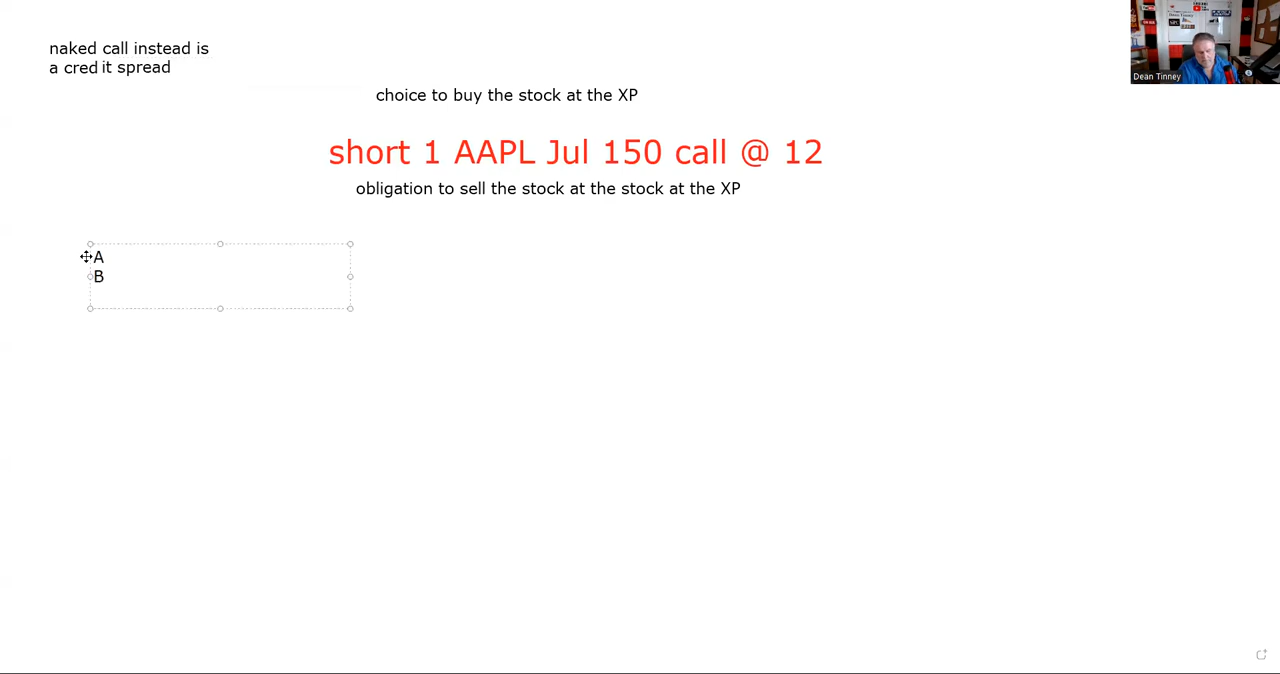 naked call instead is
a cred it spread
choice to buy the stock at the XP
short 1 AAPL Jul 150 call @ 12
obligation to sell the stock at the stock at the XP
A
B
Dean Tinney